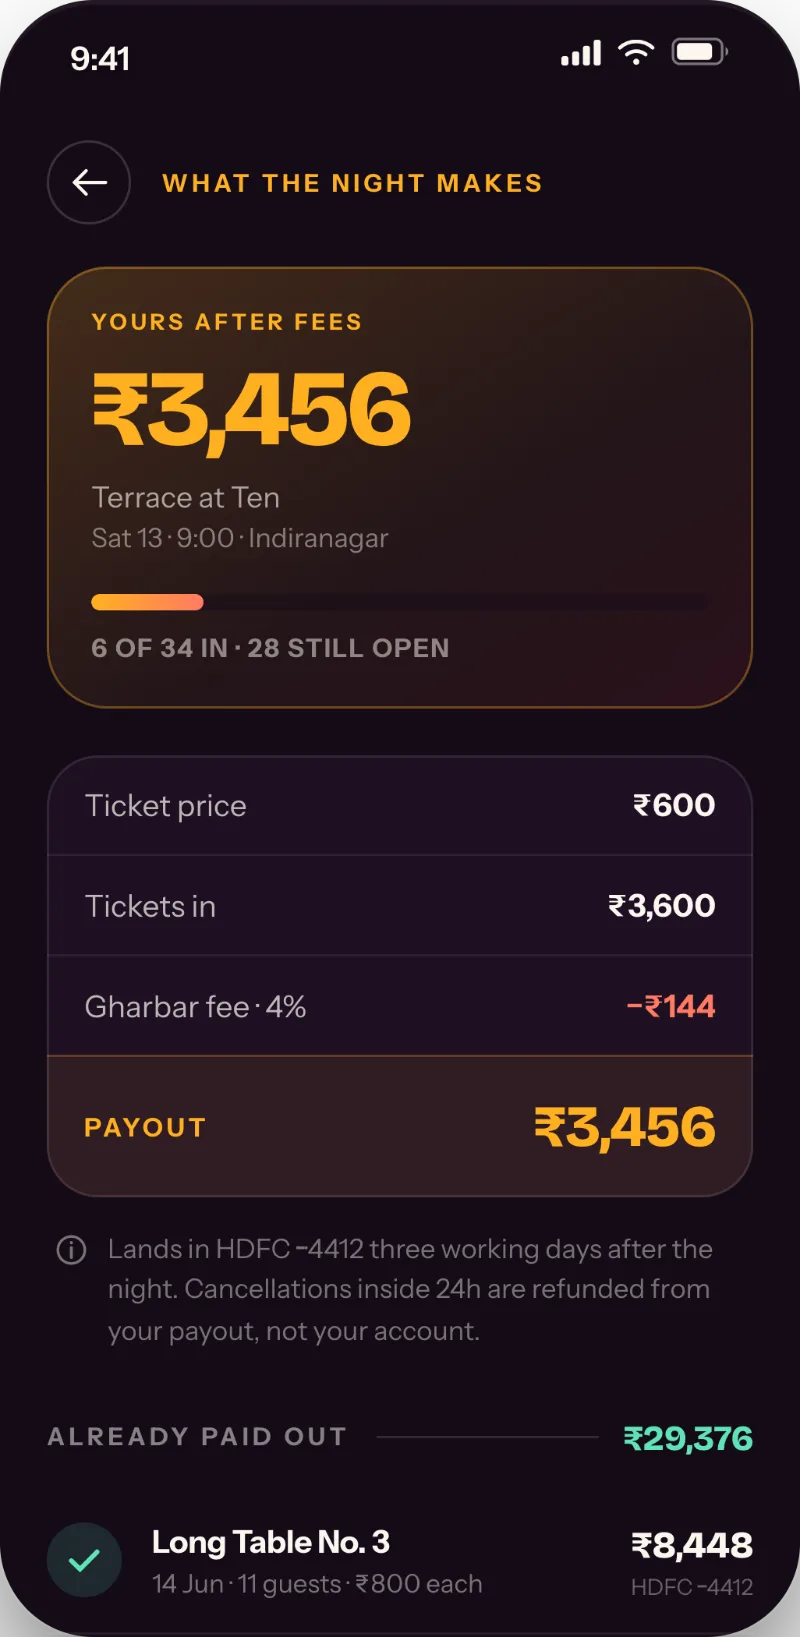 9:41
WHAT THE NIGHT MAKES
YOURS AFTER FEES
₹3,456
Terrace at Ten
Sat 13 · 9:00 · Indiranagar
6 OF 34 IN · 28 STILL OPEN
Ticket price ₹600
Tickets in ₹3,600
Gharbar fee · 4% −₹144
PAYOUT ₹3,456
Lands in HDFC −4412 three working days after the
night. Cancellations inside 24h are refunded from
your payout, not your account.
ALREADY PAID OUT ₹29,376
Long Table No. 3 ₹8,448
14 Jun · 11 guests · ₹800 each HDFC −4412